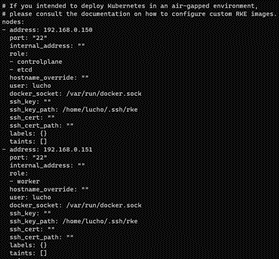 # If you intended to deploy Kubernetes in an air-gapped environment,
# please consult the documentation on how to configure custom RKE images.
nodes:
- address: 192.168.0.150
  port: "22"
  internal_address: ""
  role:
  - controlplane
  - etcd
  hostname_override: ""
  user: lucho
  docker_socket: /var/run/docker.sock
  ssh_key: ""
  ssh_key_path: /home/lucho/.ssh/rke
  ssh_cert: ""
  ssh_cert_path: ""
  labels: {}
  taints: []
- address: 192.168.0.151
  port: "22"
  internal_address: ""
  role:
  - worker
  hostname_override: ""
  user: lucho
  docker_socket: /var/run/docker.sock
  ssh_key: ""
  ssh_key_path: /home/lucho/.ssh/rke
  ssh_cert: ""
  ssh_cert_path: ""
  labels: {}
  taints: []